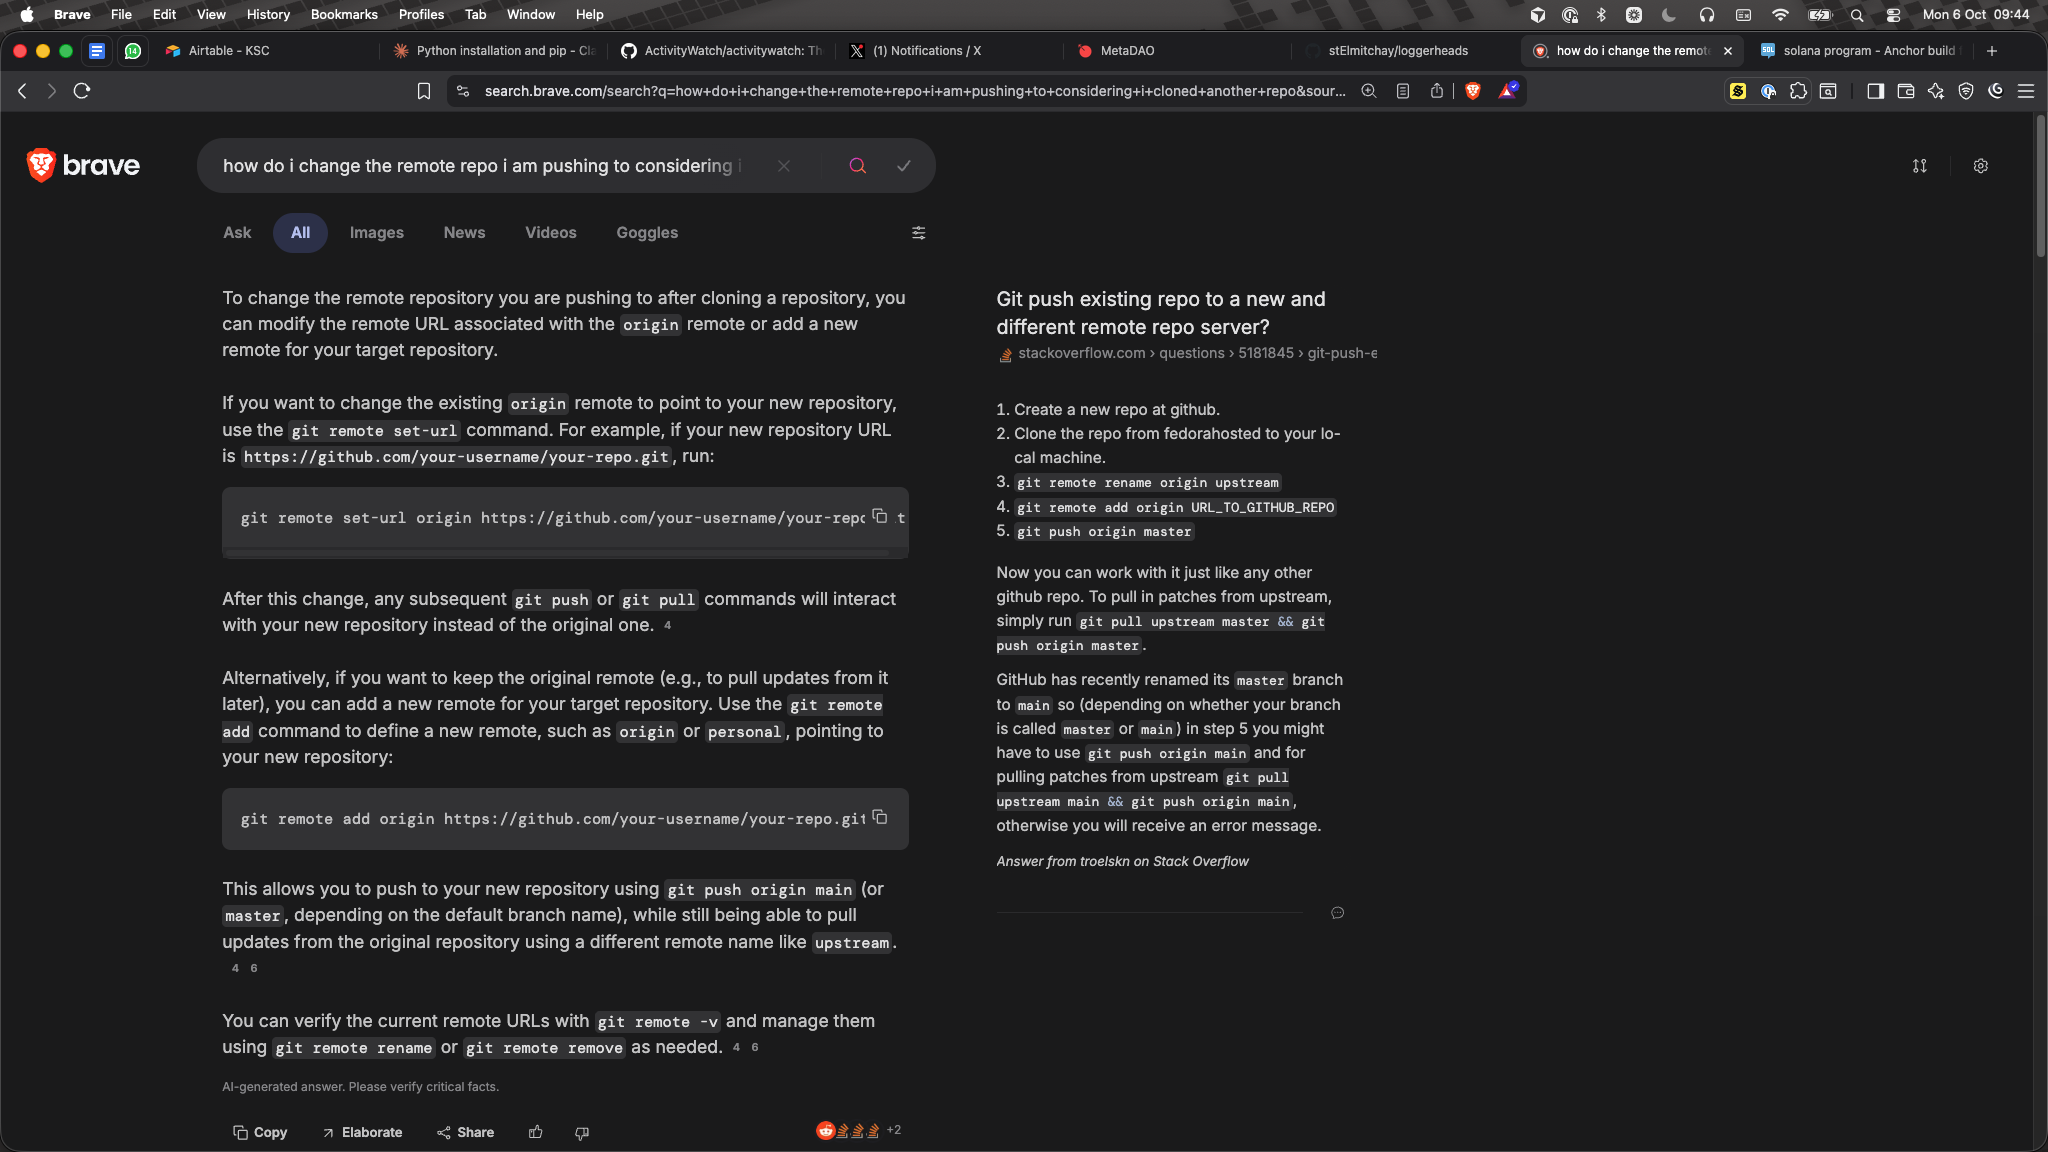 Brave File Edit View History Bookmarks Profiles Tab Window Help Mon 6 Oct 09:44
14 Airtable - KSC Python installation and pip - Cla ActivityWatch/activitywatch: Th (1) Notifications / X MetaDAO stElmitchay/loggerheads how do i change the remot solana program - Anchor build
search.brave.com/search?q=how+do+i+change+the+remote+repo+i+am+pushing+to+considering+i+cloned+another+repo&sour...
brave
how do i change the remote repo i am pushing to considering i
Ask All Images News Videos Goggles
To change the remote repository you are pushing to after cloning a repository, you
can modify the remote URL associated with the origin remote or add a new
remote for your target repository.
If you want to change the existing origin remote to point to your new repository,
use the git remote set-url command. For example, if your new repository URL
is https://github.com/your-username/your-repo.git, run:
git remote set-url origin https://github.com/your-username/your-repo t
After this change, any subsequent git push or git pull commands will interact
with your new repository instead of the original one. 4
Alternatively, if you want to keep the original remote (e.g., to pull updates from it
later), you can add a new remote for your target repository. Use the git remote
add command to define a new remote, such as origin or personal, pointing to
your new repository:
git remote add origin https://github.com/your-username/your-repo.git
This allows you to push to your new repository using git push origin main (or
master, depending on the default branch name), while still being able to pull
updates from the original repository using a different remote name like upstream.
4 6
You can verify the current remote URLs with git remote -v and manage them
using git remote rename or git remote remove as needed. 4 6
AI-generated answer. Please verify critical facts.
Copy Elaborate Share +2
Git push existing repo to a new and
different remote repo server?
stackoverflow.com › questions › 5181845 › git-push-e
1. Create a new repo at github.
2. Clone the repo from fedorahosted to your lo-
cal machine.
3. git remote rename origin upstream
4. git remote add origin URL_TO_GITHUB_REPO
5. git push origin master
Now you can work with it just like any other
github repo. To pull in patches from upstream,
simply run git pull upstream master && git
push origin master.
GitHub has recently renamed its master branch
to main so (depending on whether your branch
is called master or main) in step 5 you might
have to use git push origin main and for
pulling patches from upstream git pull
upstream main && git push origin main,
otherwise you will receive an error message.
Answer from troelskn on Stack Overflow